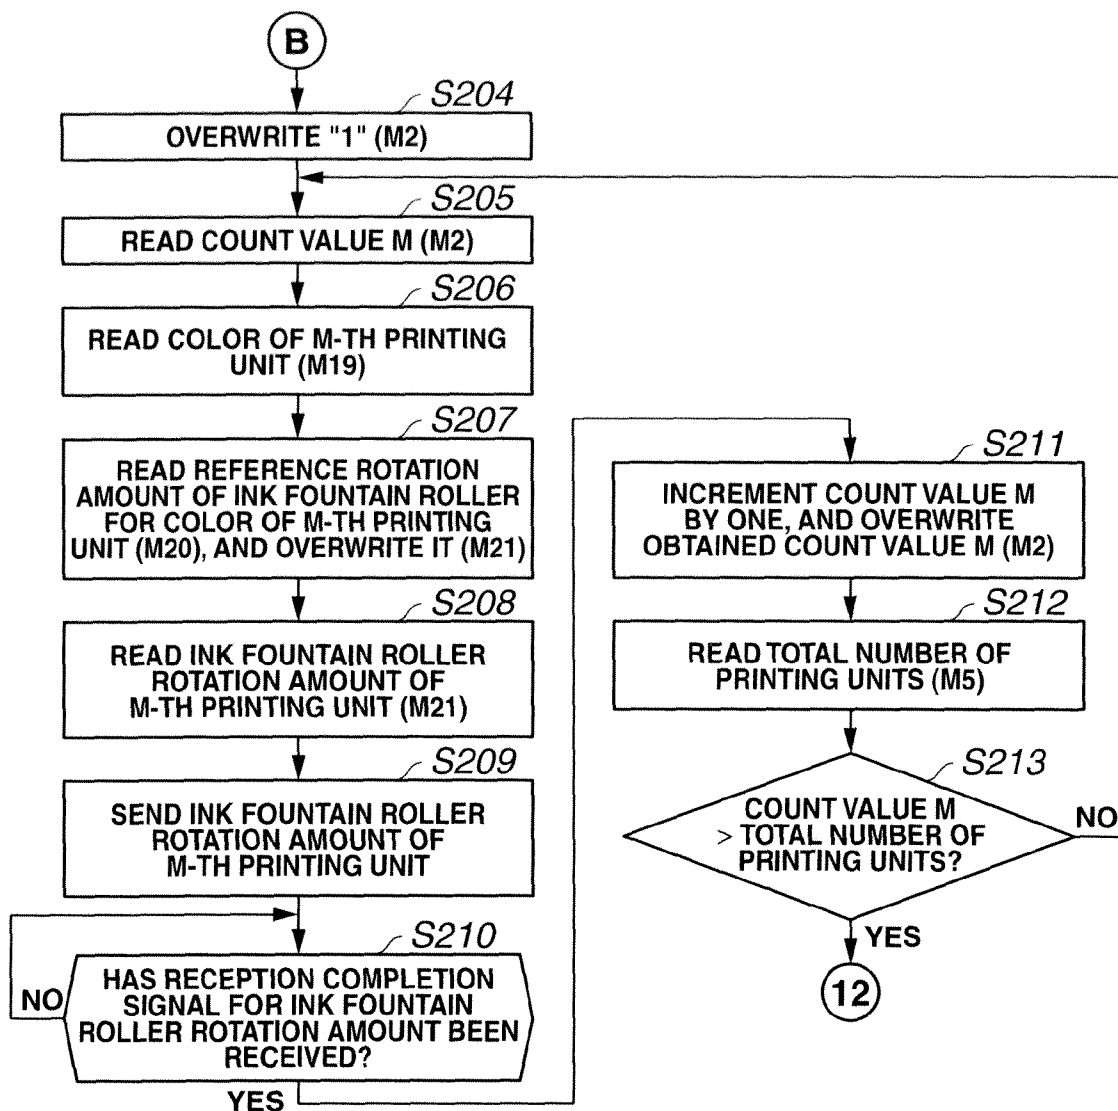 B
S204
OVERWRITE "1" (M2)
S205
READ COUNT VALUE M (M2)
S206
READ COLOR OF M-TH PRINTING
UNIT (M19)
S207
READ REFERENCE ROTATION
AMOUNT OF INK FOUNTAIN ROLLER
FOR COLOR OF M-TH PRINTING
UNIT (M20), AND OVERWRITE IT (M21)
S208
READ INK FOUNTAIN ROLLER
ROTATION AMOUNT OF
M-TH PRINTING UNIT (M21)
S209
SEND INK FOUNTAIN ROLLER
ROTATION AMOUNT OF
M-TH PRINTING UNIT
S210
HAS RECEPTION COMPLETION
SIGNAL FOR INK FOUNTAIN
ROLLER ROTATION AMOUNT BEEN
RECEIVED?
NO
YES
S211
INCREMENT COUNT VALUE M
BY ONE, AND OVERWRITE
OBTAINED COUNT VALUE M (M2)
S212
READ TOTAL NUMBER OF
PRINTING UNITS (M5)
S213
COUNT VALUE M
> TOTAL NUMBER OF
PRINTING UNITS?
NO
YES
12